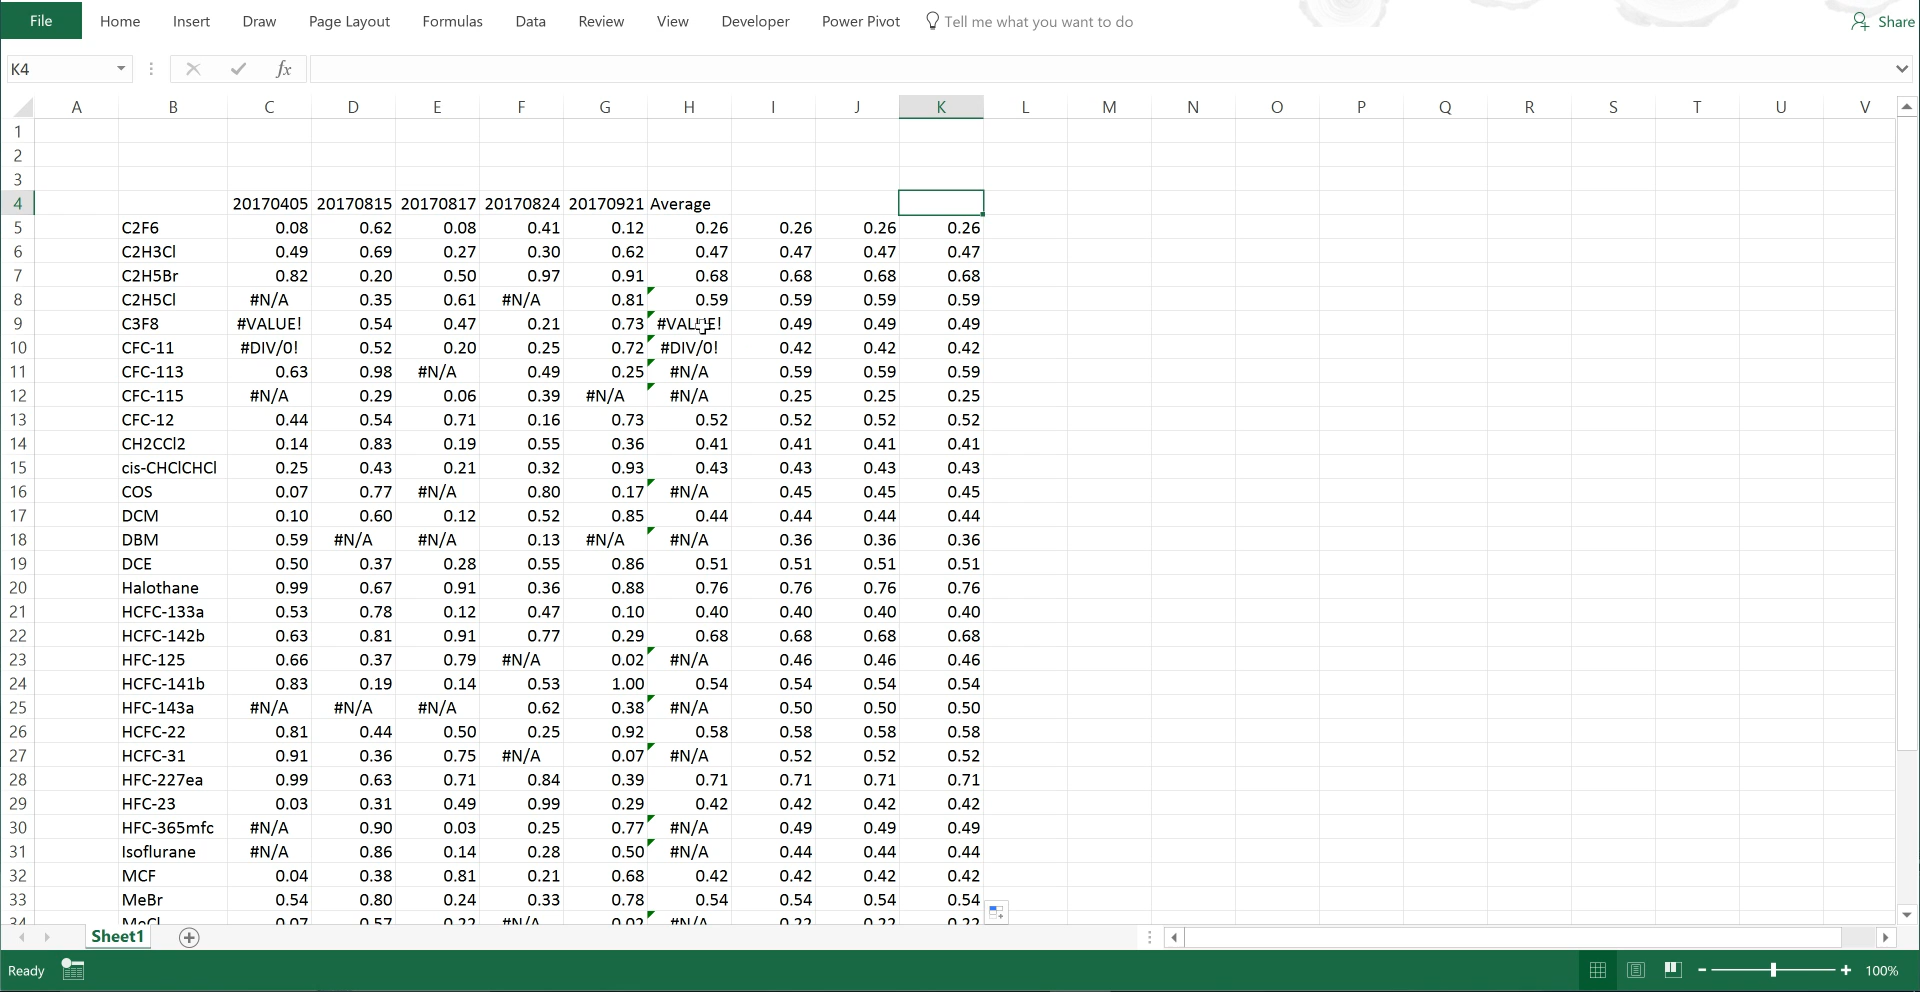 File Home Insert Draw Page Layout Formulas Data Review View Developer Power Pivot Tell me what you want to do Share
K4 fx
A B C D E F G H I J K L M N O P Q R S T U V
1
2
3
4 20170405 20170815 20170817 20170824 20170921 Average
5 C2F6 0.08 0.62 0.08 0.41 0.12 0.26 0.26 0.26 0.26
6 C2H3Cl 0.49 0.69 0.27 0.30 0.62 0.47 0.47 0.47 0.47
7 C2H5Br 0.82 0.20 0.50 0.97 0.91 0.68 0.68 0.68 0.68
8 C2H5Cl #N/A 0.35 0.61 #N/A 0.81 0.59 0.59 0.59 0.59
9 C3F8 #VALUE! 0.54 0.47 0.21 0.73 #VALUE! 0.49 0.49 0.49
10 CFC-11 #DIV/0! 0.52 0.20 0.25 0.72 #DIV/0! 0.42 0.42 0.42
11 CFC-113 0.63 0.98 #N/A 0.49 0.25 #N/A 0.59 0.59 0.59
12 CFC-115 #N/A 0.29 0.06 0.39 #N/A #N/A 0.25 0.25 0.25
13 CFC-12 0.44 0.54 0.71 0.16 0.73 0.52 0.52 0.52 0.52
14 CH2CCl2 0.14 0.83 0.19 0.55 0.36 0.41 0.41 0.41 0.41
15 cis-CHClCHCl 0.25 0.43 0.21 0.32 0.93 0.43 0.43 0.43 0.43
16 COS 0.07 0.77 #N/A 0.80 0.17 #N/A 0.45 0.45 0.45
17 DCM 0.10 0.60 0.12 0.52 0.85 0.44 0.44 0.44 0.44
18 DBM 0.59 #N/A #N/A 0.13 #N/A #N/A 0.36 0.36 0.36
19 DCE 0.50 0.37 0.28 0.55 0.86 0.51 0.51 0.51 0.51
20 Halothane 0.99 0.67 0.91 0.36 0.88 0.76 0.76 0.76 0.76
21 HCFC-133a 0.53 0.78 0.12 0.47 0.10 0.40 0.40 0.40 0.40
22 HCFC-142b 0.63 0.81 0.91 0.77 0.29 0.68 0.68 0.68 0.68
23 HFC-125 0.66 0.37 0.79 #N/A 0.02 #N/A 0.46 0.46 0.46
24 HCFC-141b 0.83 0.19 0.14 0.53 1.00 0.54 0.54 0.54 0.54
25 HFC-143a #N/A #N/A #N/A 0.62 0.38 #N/A 0.50 0.50 0.50
26 HCFC-22 0.81 0.44 0.50 0.25 0.92 0.58 0.58 0.58 0.58
27 HCFC-31 0.91 0.36 0.75 #N/A 0.07 #N/A 0.52 0.52 0.52
28 HFC-227ea 0.99 0.63 0.71 0.84 0.39 0.71 0.71 0.71 0.71
29 HFC-23 0.03 0.31 0.49 0.99 0.29 0.42 0.42 0.42 0.42
30 HFC-365mfc #N/A 0.90 0.03 0.25 0.77 #N/A 0.49 0.49 0.49
31 Isoflurane #N/A 0.86 0.14 0.28 0.50 #N/A 0.44 0.44 0.44
32 MCF 0.04 0.38 0.81 0.21 0.68 0.42 0.42 0.42 0.42
33 MeBr 0.54 0.80 0.24 0.33 0.78 0.54 0.54 0.54 0.54
34 MeCl 0.07 0.57 0.22 #N/A 0.02 #N/A 0.22 0.22 0.22
Sheet1
Ready 100%